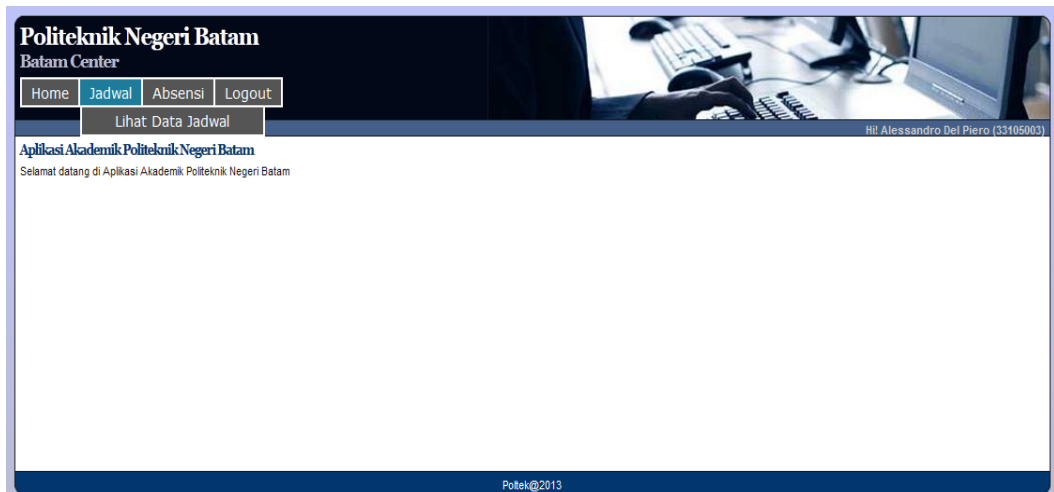 Politeknik Negeri Batam
Batam Center
Home Jadwal Absensi Logout
Lihat Data Jadwal
Hi! Alessandro Del Piero (33105003)
Aplikasi Akademik Politeknik Negeri Batam
Selamat datang di Aplikasi Akademik Politeknik Negeri Batam
Poltek@2013